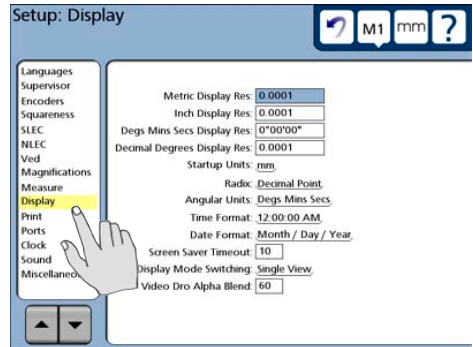 Setup: Display
M1 mm ?
Languages
Supervisor
Encoders
Squareness
SLEC
NLEC
Ved
Magnifications
Measure
Display
Print
Ports
Clock
Sound
Miscellaneo
Metric Display Res: 0.0001
Inch Display Res: 0.0001
Degs Mins Secs Display Res: 0°00'00"
Decimal Degrees Display Res: 0.0001
Startup Units: mm
Radix: Decimal Point
Angular Units: Degs Mins Secs
Time Format: 12:00:00 AM
Date Format: Month / Day / Year
Screen Saver Timeout: 10
Display Mode Switching: Single View
Video Dro Alpha Blend: 60